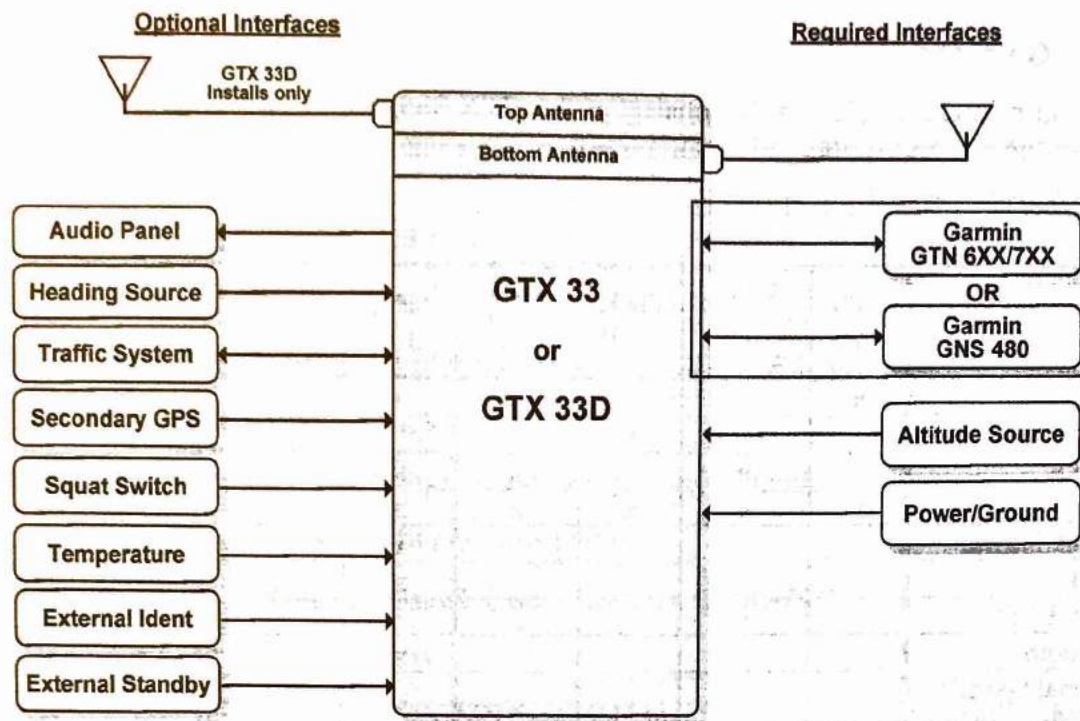 Optional Interfaces
Required Interfaces
GTX 33D
Installs only
Top Antenna
Bottom Antenna
Audio Panel
Heading Source
Traffic System
Secondary GPS
Squat Switch
Temperature
External Ident
External Standby
GTX 33
or
GTX 33D
Garmin
GTN 6XX/7XX
OR
Garmin
GNS 480
Altitude Source
Power/Ground